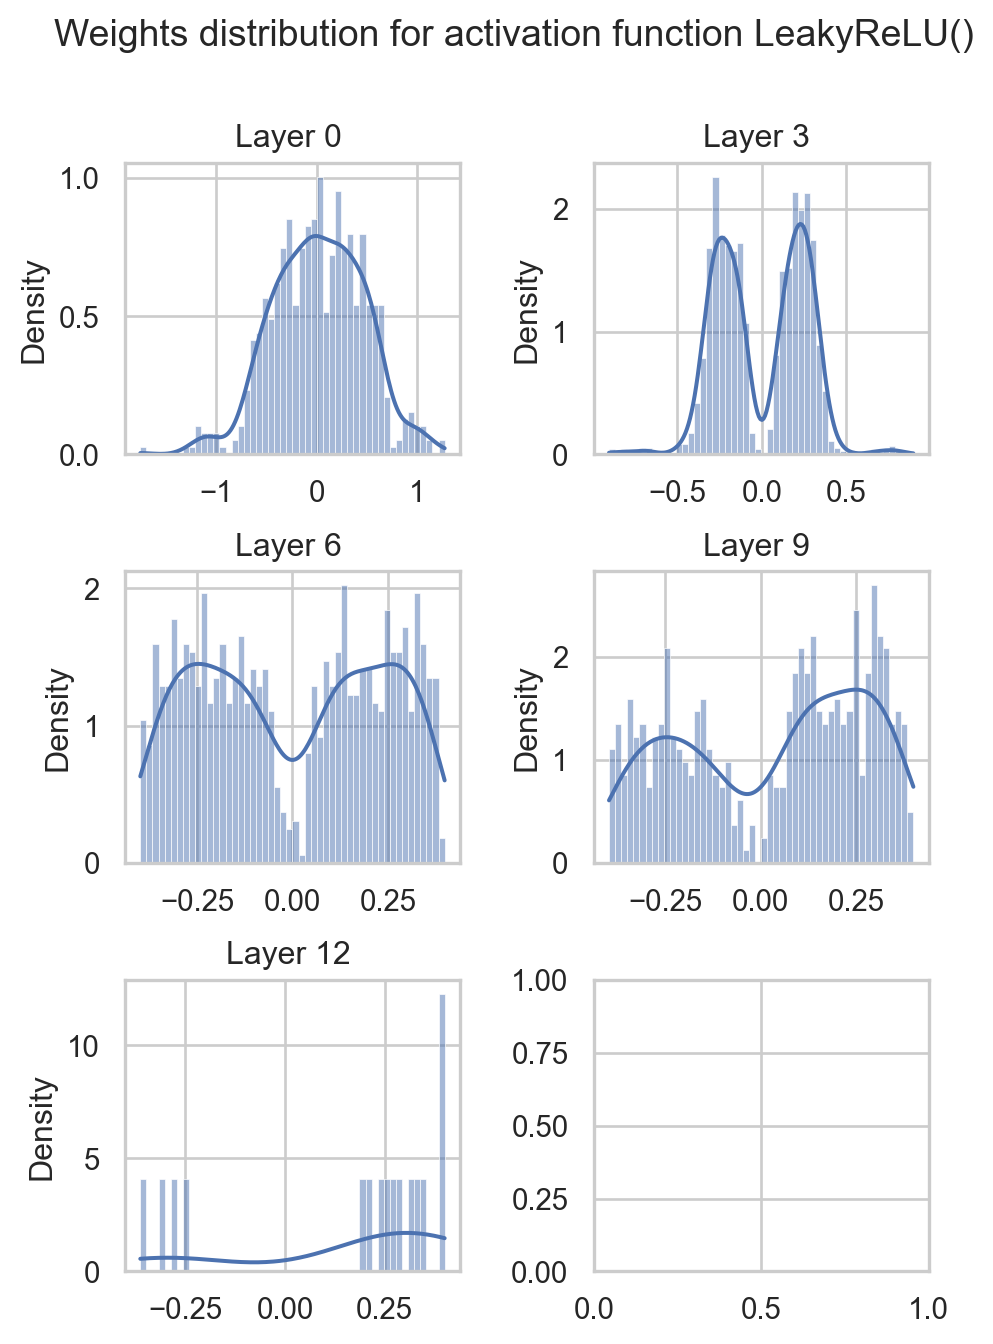 Weights distribution for activation function LeakyReLU()
Layer 0
Layer 3
1.0
0.5
0.0
Density
−1 0 1
2
1
0
Density
−0.5 0.0 0.5
Layer 6
Layer 9
2
1
0
Density
−0.25 0.00 0.25
2
1
0
Density
−0.25 0.00 0.25
Layer 12
10
5
0
Density
−0.25 0.00 0.25
1.00
0.75
0.50
0.25
0.00
0.0 0.5 1.0